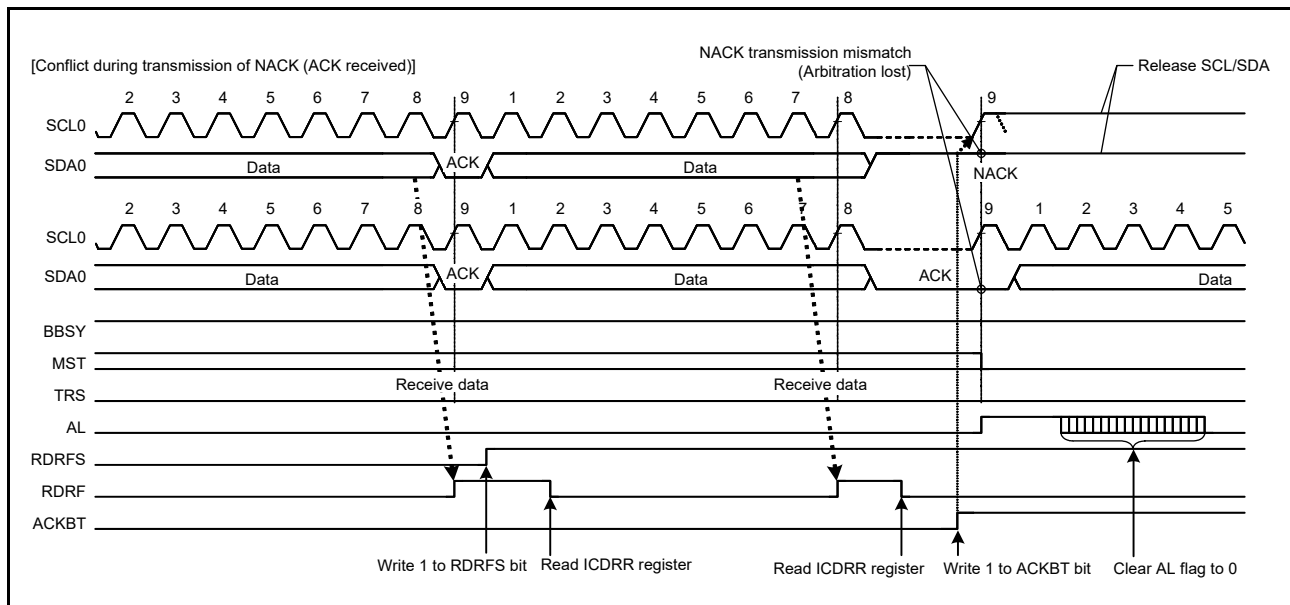 [Conflict during transmission of NACK (ACK received)]
NACK transmission mismatch
(Arbitration lost)
Release SCL/SDA
2 3 4 5 6 7 8 9 1 2 3 4 5 6 7 8 9
SCL0
SDA0 Data ACK Data NACK
2 3 4 5 6 7 8 9 1 2 3 4 5 6 7 8 9 1 2 3 4 5
SCL0
SDA0 Data ACK Data ACK Data
BBSY
MST
Receive data Receive data
TRS
AL
RDRFS
RDRF
ACKBT
Write 1 to RDRFS bit Read ICDRR register Read ICDRR register Write 1 to ACKBT bit Clear AL flag to 0